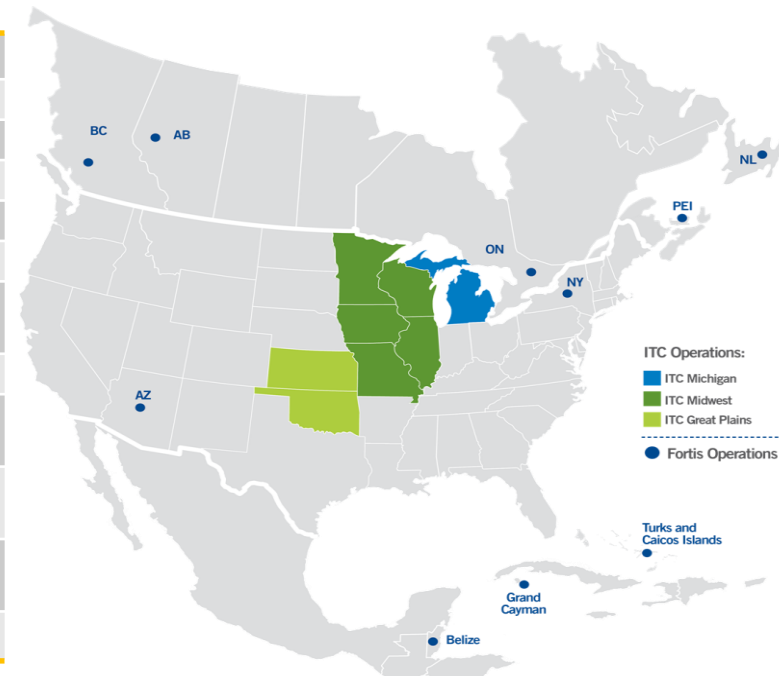 BC
AB
NL
PEI
ON
NY
AZ
ITC Operations:
ITC Michigan
ITC Midwest
ITC Great Plains
Fortis Operations
Turks and
Caicos Islands
Grand
Cayman
Belize